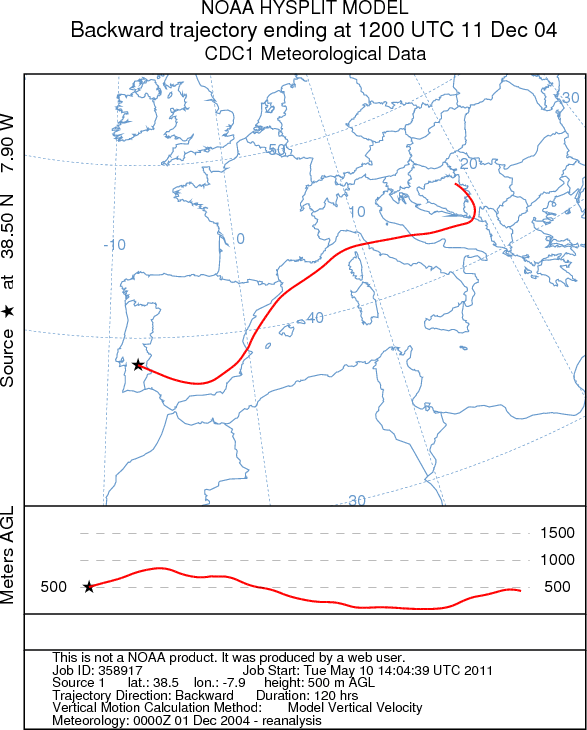 NOAA HYSPLIT MODEL
Backward trajectory ending at 1200 UTC 11 Dec 04
CDC1 Meteorological Data
Source ★ at 38.50 N 7.90 W
30
50
20
-10
0
10
40
30
Meters AGL
1500
1000
500
500
This is not a NOAA product. It was produced by a web user.
Job ID: 358917 Job Start: Tue May 10 14:04:39 UTC 2011
Source 1 lat.: 38.5 lon.: -7.9 height: 500 m AGL
Trajectory Direction: Backward Duration: 120 hrs
Vertical Motion Calculation Method: Model Vertical Velocity
Meteorology: 0000Z 01 Dec 2004 - reanalysis